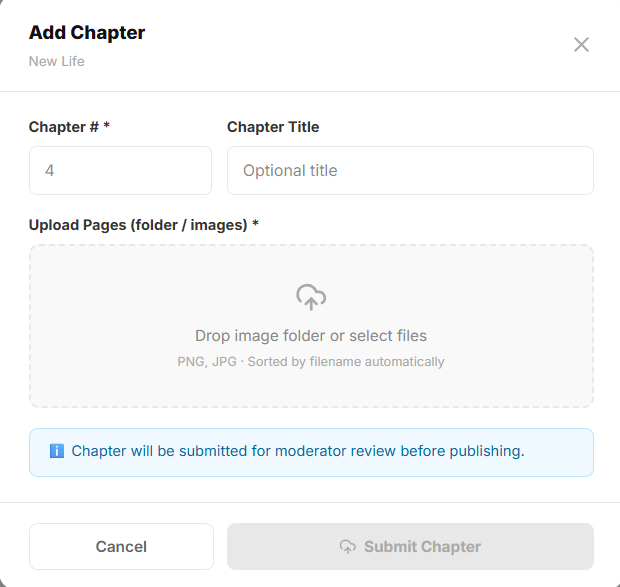 Add Chapter
New Life
Chapter # *
Chapter Title
4
Optional title
Upload Pages (folder / images) *
Drop image folder or select files
PNG, JPG · Sorted by filename automatically
ℹ️ Chapter will be submitted for moderator review before publishing.
Cancel
Submit Chapter